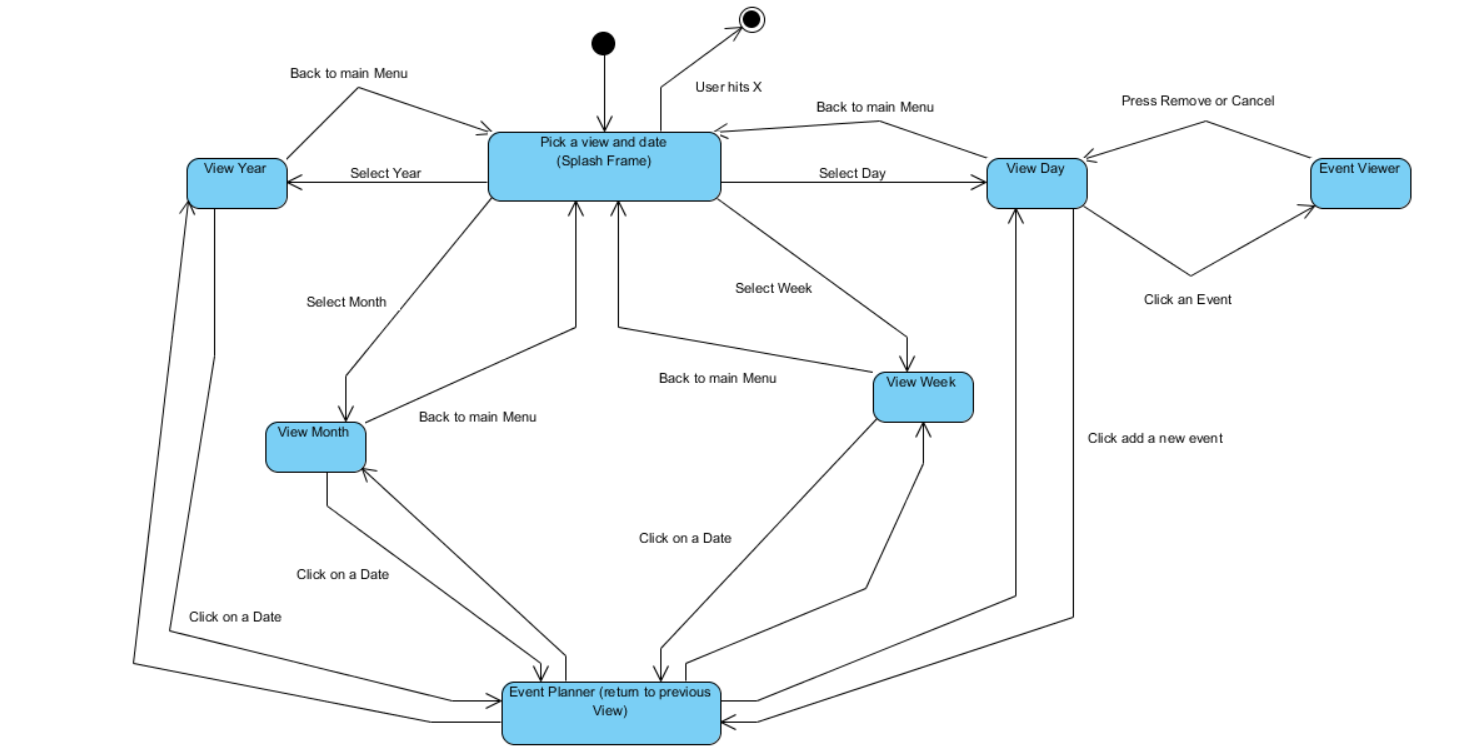 Back to main Menu
User hits X
Back to main Menu
Press Remove or Cancel
Pick a view and date
(Splash Frame)
View Year
Select Year
Select Day
View Day
Event Viewer
Select Month
Select Week
Click an Event
Back to main Menu
View Week
Back to main Menu
View Month
Click add a new event
Click on a Date
Click on a Date
Click on a Date
Event Planner (return to previous
View)